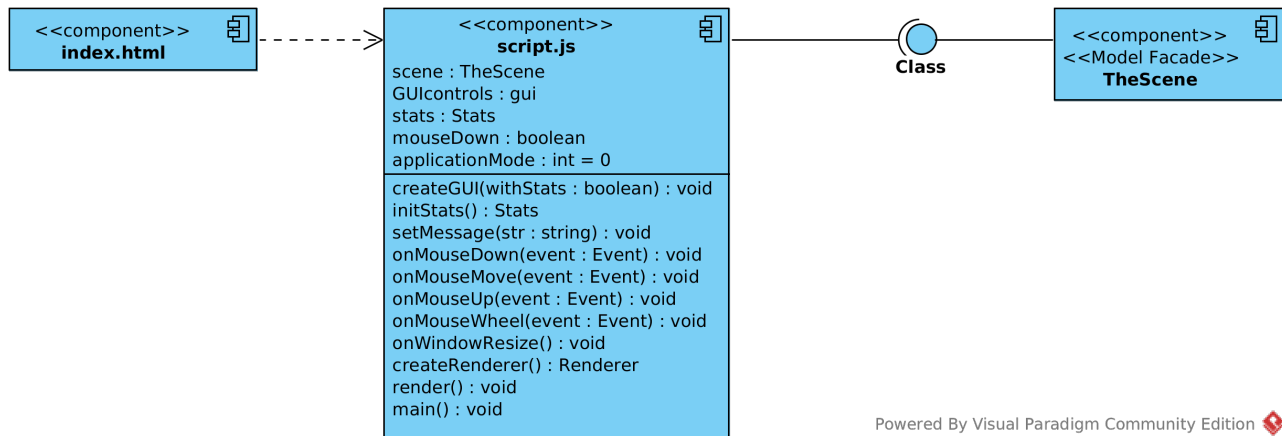 <<component>>
index.html
<<component>>
script.js
scene : TheScene
GUIcontrols : gui
stats : Stats
mouseDown : boolean
applicationMode : int = 0
createGUI(withStats : boolean) : void
initStats() : Stats
setMessage(str : string) : void
onMouseDown(event : Event) : void
onMouseMove(event : Event) : void
onMouseUp(event : Event) : void
onMouseWheel(event : Event) : void
onWindowResize() : void
createRenderer() : Renderer
render() : void
main() : void
Class
<<component>>
<<Model Facade>>
TheScene
Powered By Visual Paradigm Community Edition